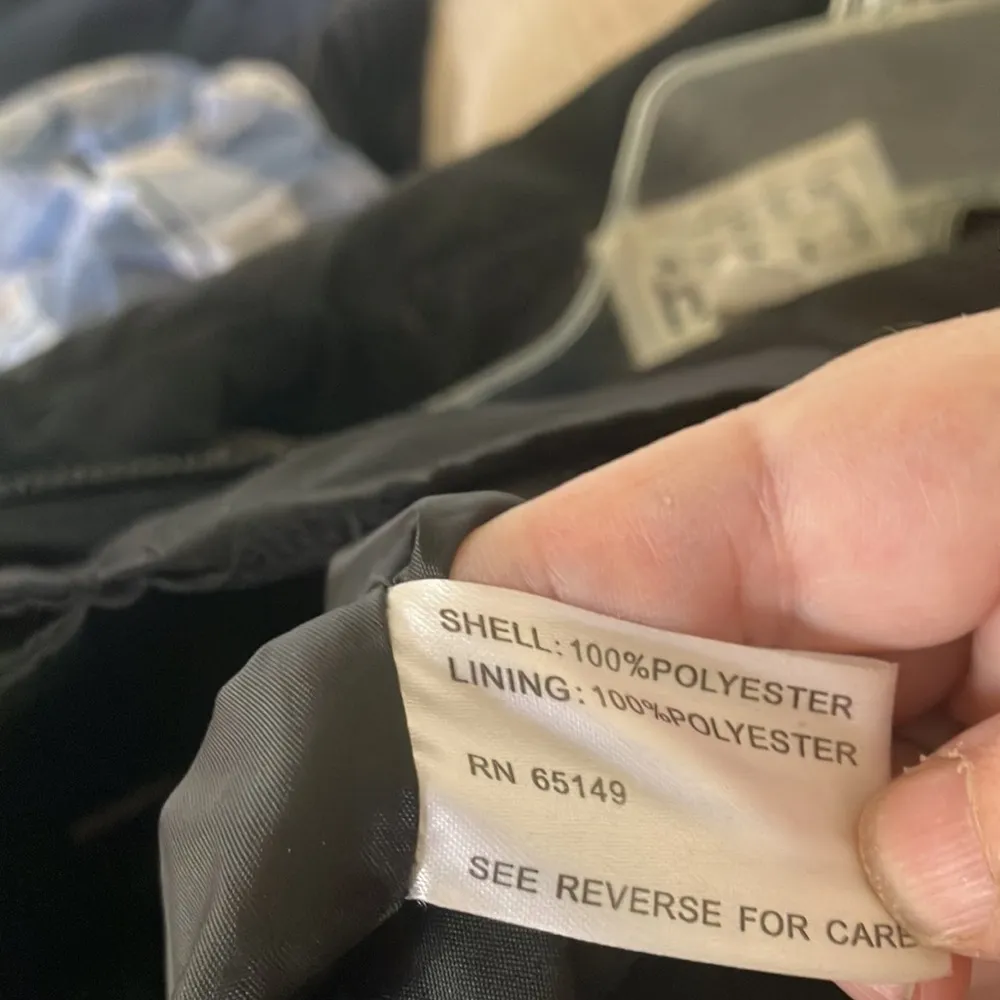 SHELL: 100%POLYESTER
LINING: 100%POLYESTER
RN 65149
SEE REVERSE FOR CARE